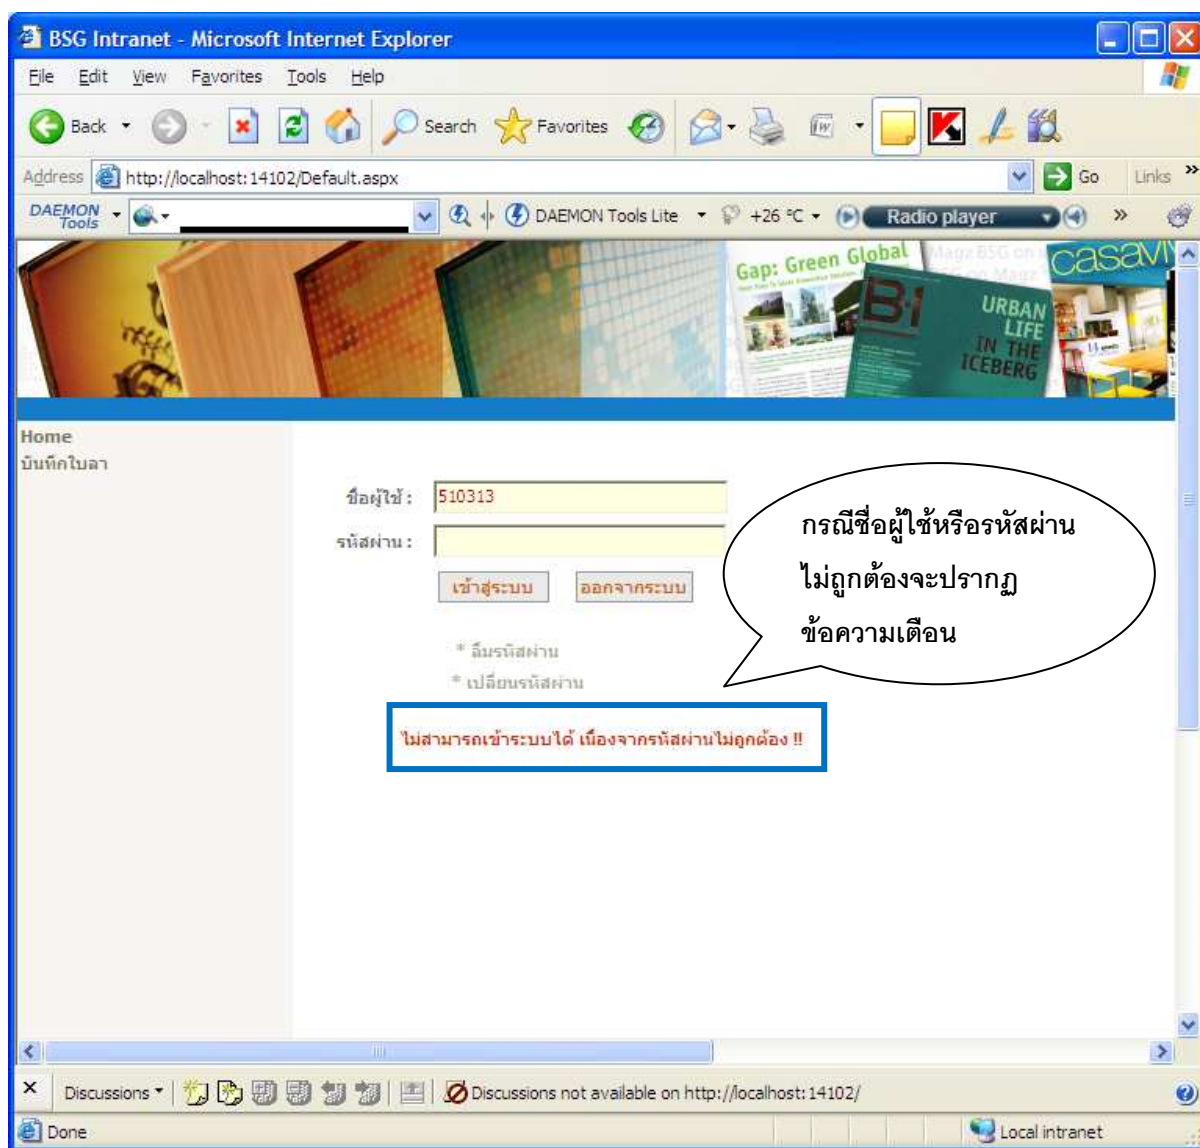 BSG Intranet - Microsoft Internet Explorer
File Edit View Favorites Tools Help
Back Search Favorites
Address http://localhost:14102/Default.aspx Go Links »
DAEMON Tools DAEMON Tools Lite +26 °C Radio player »
Gap: Green Global
B-1
URBAN
LIFE
IN THE
ICEBERG
casaviv
Home
บันทึกใบลา
ชื่อผู้ใช้ : 510313
รหัสผ่าน :
เข้าสู่ระบบ ออกจากระบบ
* ลืมรหัสผ่าน
* เปลี่ยนรหัสผ่าน
กรณีชื่อผู้ใช้หรือรหัสผ่าน
ไม่ถูกต้องจะปรากฏ
ข้อความเตือน
ไม่สามารถเข้าระบบได้ เนื่องจากรหัสผ่านไม่ถูกต้อง !!
Discussions Discussions not available on http://localhost:14102/
Done Local intranet